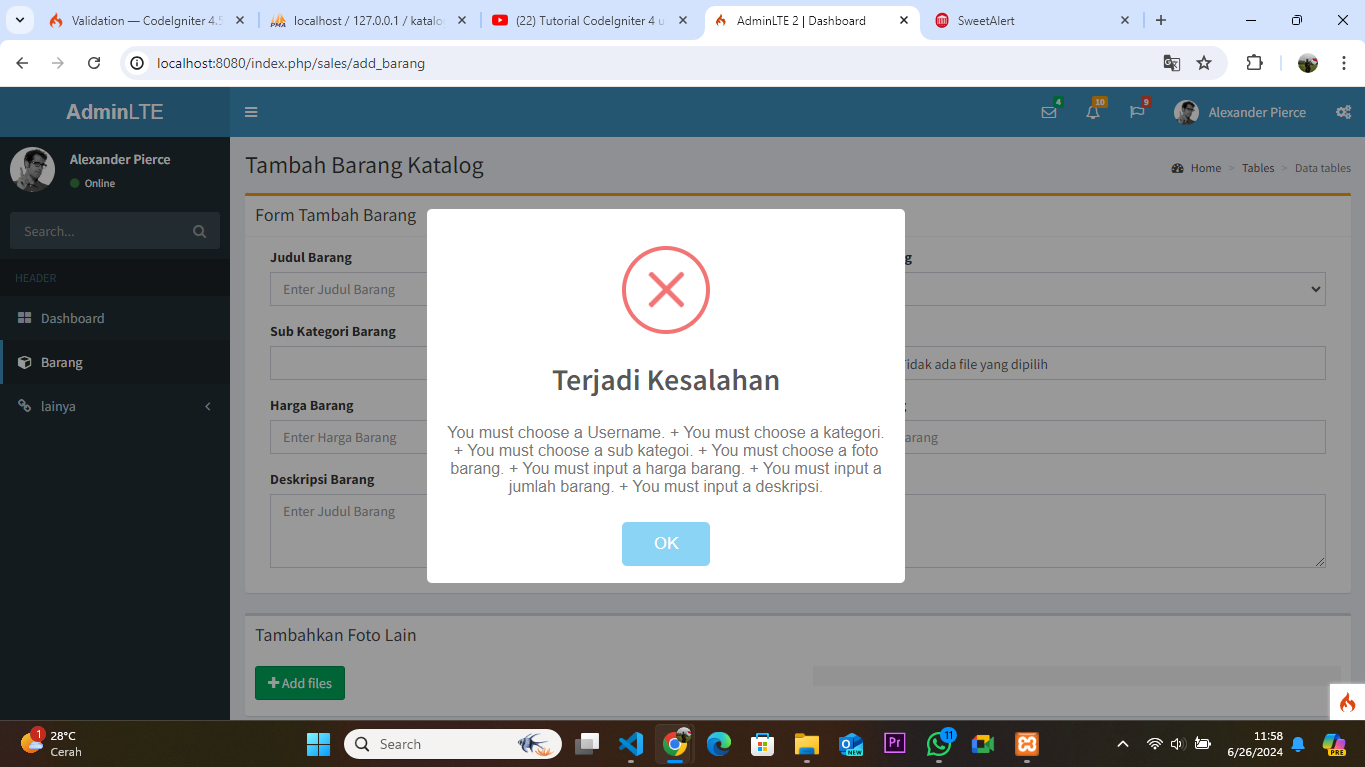 Validation — CodeIgniter 4.5
localhost / 127.0.0.1 / katalo
(22) Tutorial CodeIgniter 4 u
AdminLTE 2 | Dashboard
SweetAlert
localhost:8080/index.php/sales/add_barang
AdminLTE
4
10
9
Alexander Pierce
Alexander Pierce
Online
Search...
HEADER
Dashboard
Barang
lainya
Tambah Barang Katalog
Home > Tables > Data tables
Form Tambah Barang
Judul Barang
g
Enter Judul Barang
Sub Kategori Barang
Tidak ada file yang dipilih
Harga Barang
g
Enter Harga Barang
arang
Deskripsi Barang
Enter Judul Barang
Terjadi Kesalahan
You must choose a Username. + You must choose a kategori.
+ You must choose a sub kategoi. + You must choose a foto
barang. + You must input a harga barang. + You must input a
jumlah barang. + You must input a deskripsi.
OK
Tambahkan Foto Lain
+ Add files
1
28°C
Cerah
Search
NEW
Pr
11
11:58
6/26/2024
PRE